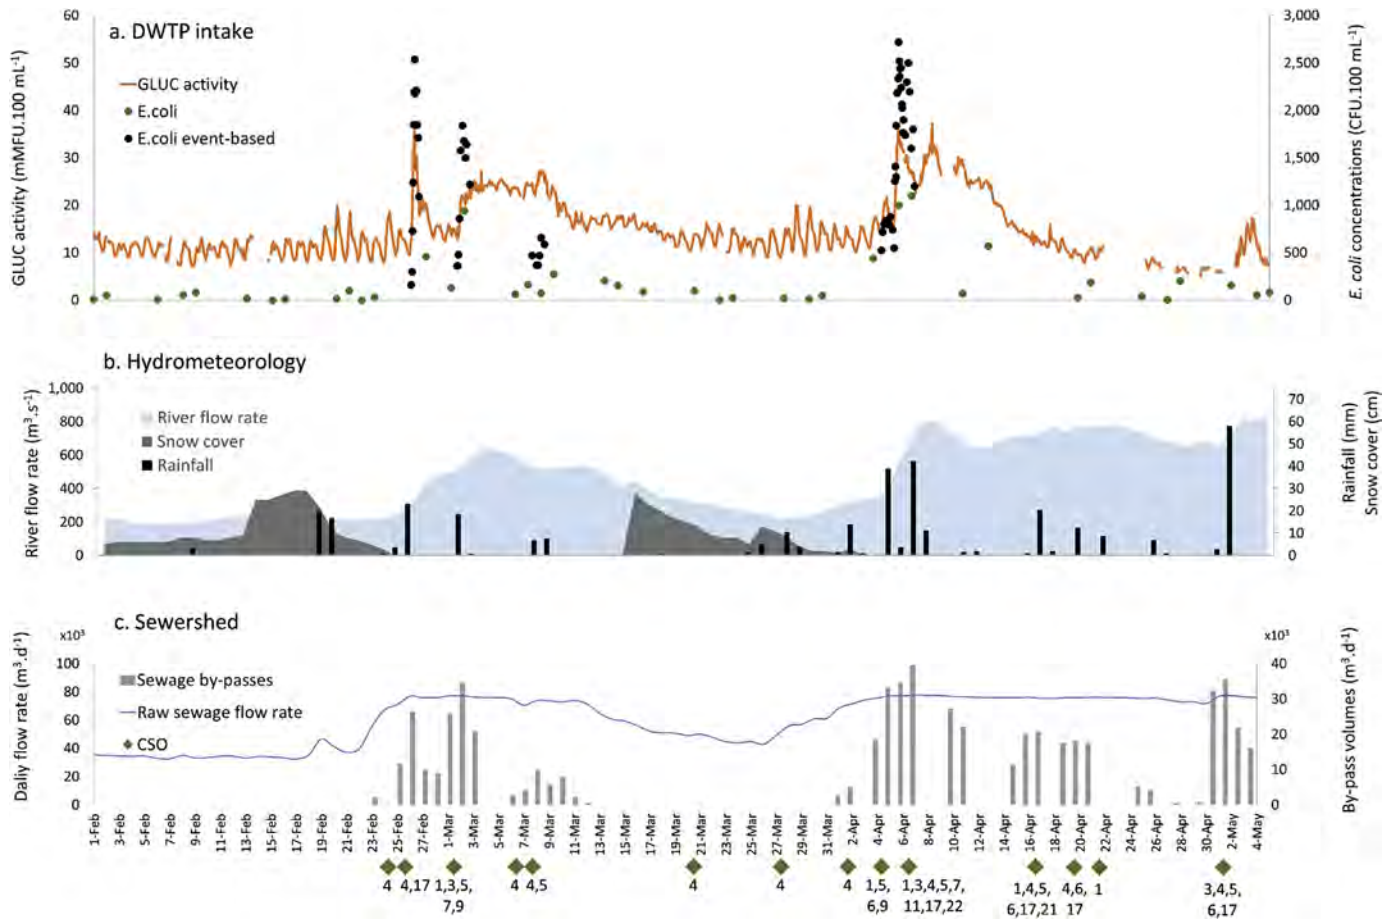 a. DWTP intake
GLUC activity
E.coli
E.coli event-based
GLUC activity (mMFU.100 mL⁻¹)
60
50
40
30
20
10
0
3,000
2,500
2,000
1,500
1,000
500
0
E. coli concentrations (CFU.100 mL⁻¹)
b. Hydrometeorology
River flow rate
Snow cover
Rainfall
River flow rate (m³.s⁻¹)
1,000
800
600
400
200
0
70
60
50
40
30
20
10
0
Rainfall (mm)
Snow cover (cm)
c. Sewershed
Sewage by-passes
Raw sewage flow rate
CSO
Daliy flow rate (m³.d⁻¹)
x10³
100
80
60
40
20
0
x10³
40
30
20
10
0
By-pass volumes (m³.d⁻¹)
1-Feb
3-Feb
5-Feb
7-Feb
9-Feb
11-Feb
13-Feb
15-Feb
17-Feb
19-Feb
21-Feb
23-Feb
25-Feb
27-Feb
1-Mar
3-Mar
5-Mar
7-Mar
9-Mar
11-Mar
13-Mar
15-Mar
17-Mar
19-Mar
21-Mar
23-Mar
25-Mar
27-Mar
29-Mar
31-Mar
2-Apr
4-Apr
6-Apr
8-Apr
10-Apr
12-Apr
14-Apr
16-Apr
18-Apr
20-Apr
22-Apr
24-Apr
26-Apr
28-Apr
30-Apr
2-May
4-May
4
4,17
1,3,5,
7,9
4
4,5
4
4
4
1,5,
6,9
1,3,4,5,7,
11,17,22
1,4,5,
6,17,21
4,6,
17
1
3,4,5,
6,17